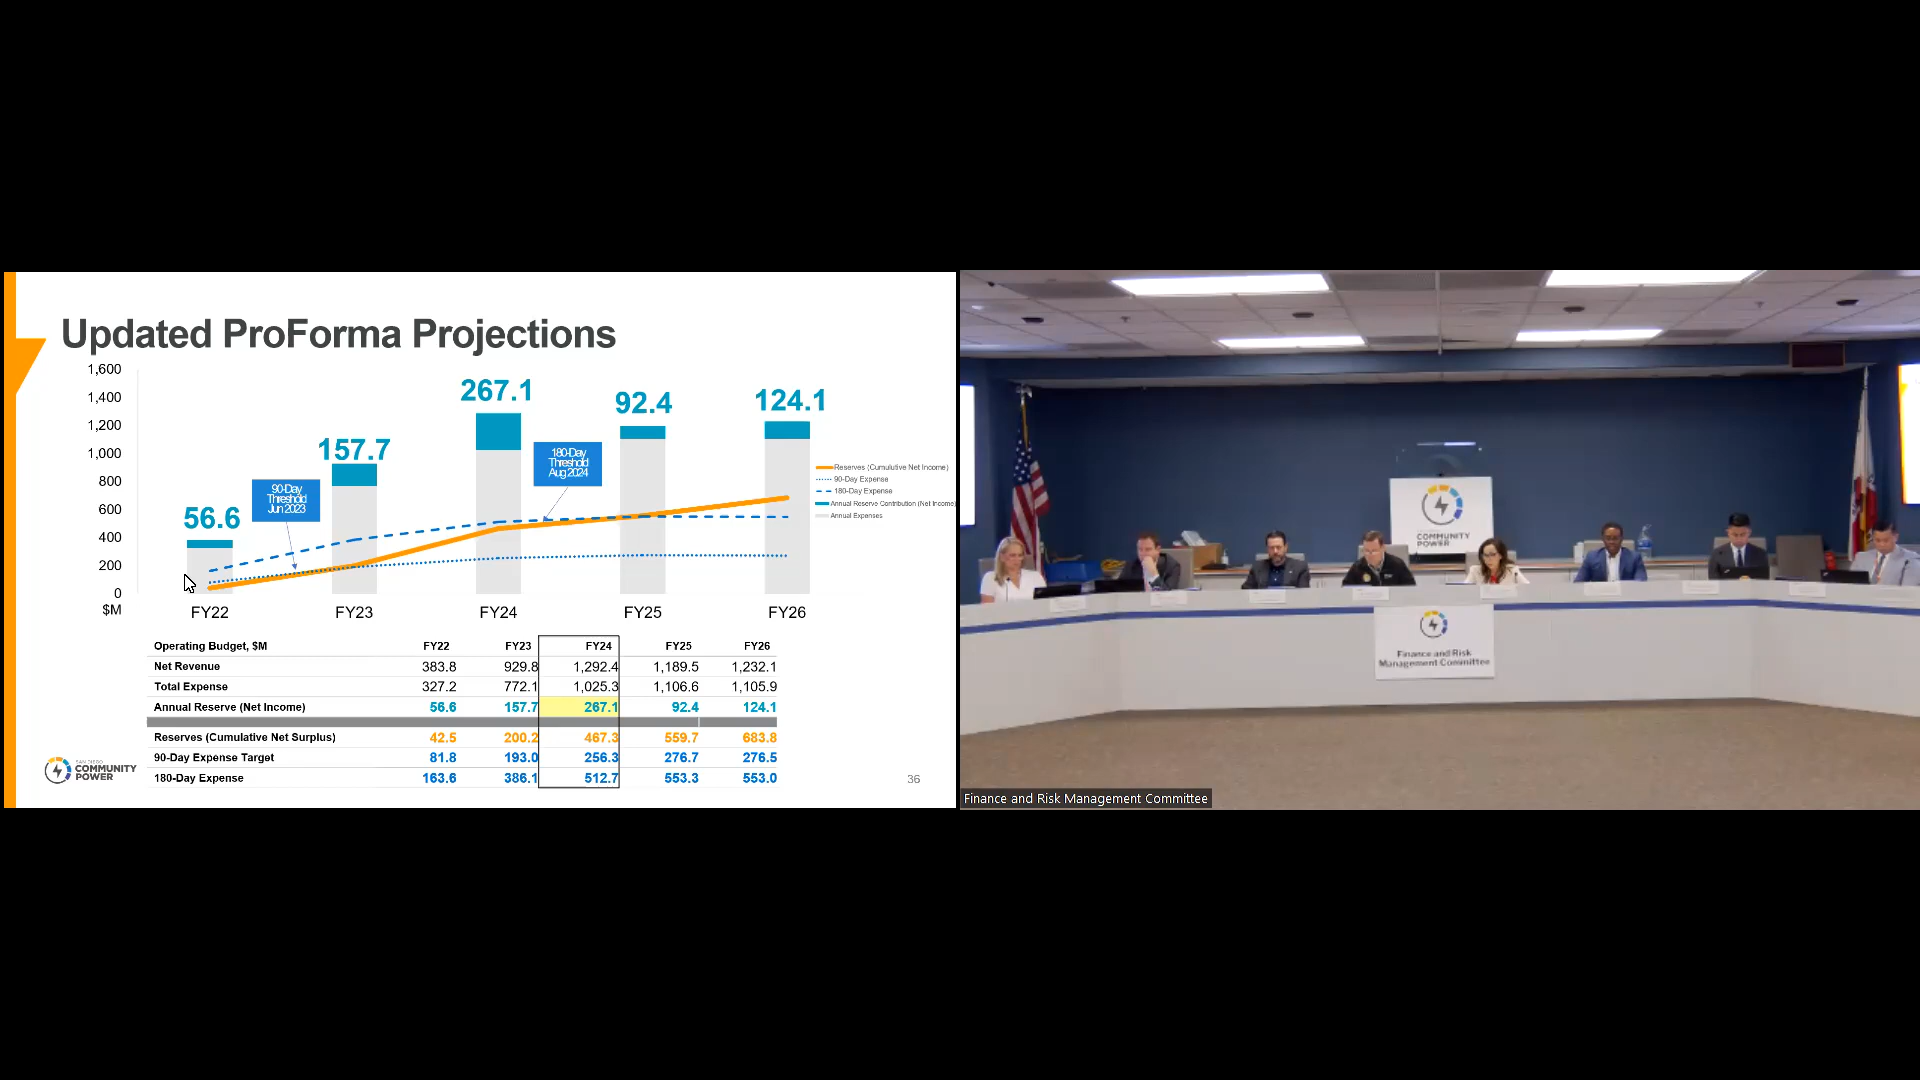 Updated ProForma Projections
1,600
1,400
1,200
1,000
800
600
400
200
0
$M
56.6
157.7
267.1
92.4
124.1
90-Day
Threshold
Jun 2023
180-Day
Threshold
Aug 2024
Reserves (Cumulutive Net Income)
90-Day Expense
180-Day Expense
Annual Reserve Contribution (Net Income)
Annual Expenses
FY22 FY23 FY24 FY25 FY26
Operating Budget, $M FY22 FY23 FY24 FY25 FY26
Net Revenue 383.8 929.8 1,292.4 1,189.5 1,232.1
Total Expense 327.2 772.1 1,025.3 1,106.6 1,105.9
Annual Reserve (Net Income) 56.6 157.7 267.1 92.4 124.1
Reserves (Cumulative Net Surplus) 42.5 200.2 467.3 559.7 683.8
90-Day Expense Target 81.8 193.0 256.3 276.7 276.5
180-Day Expense 163.6 386.1 512.7 553.3 553.0
SAN DIEGO
COMMUNITY
POWER
36
COMMUNITY
POWER
Finance and Risk
Management Committee
Finance and Risk Management Committee